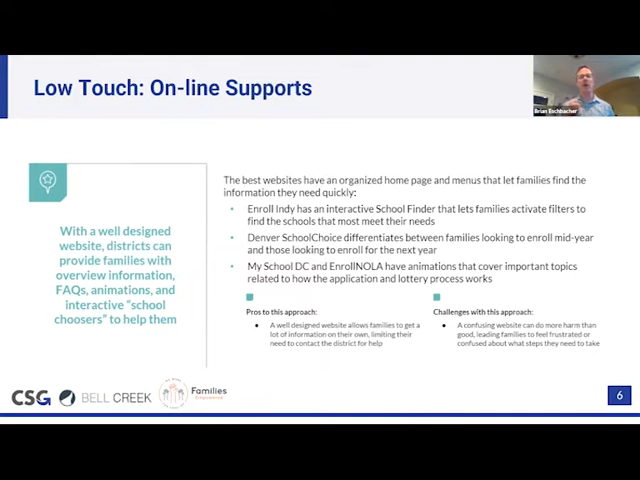 Low Touch: On-line Supports
Brian Eschbacher
The best websites have an organized home page and menus that let families find the
information they need quickly:
• Enroll Indy has an interactive School Finder that lets families activate filters to
find the schools that most meet their needs
• Denver SchoolChoice differentiates between families looking to enroll mid-year
and those looking to enroll for the next year
• My School DC and EnrollNOLA have animations that cover important topics
related to how the application and lottery process works
With a well designed
website, districts can
provide families with
overview information,
FAQs, animations, and
interactive “school
choosers” to help them
Pros to this approach:
• A well designed website allows families to get a
lot of information on their own, limiting their
need to contact the district for help
Challenges with this approach:
• A confusing website can do more harm than
good, leading families to feel frustrated or
confused about what steps they need to take
CSG
BELL CREEK
Families
Empowered
6